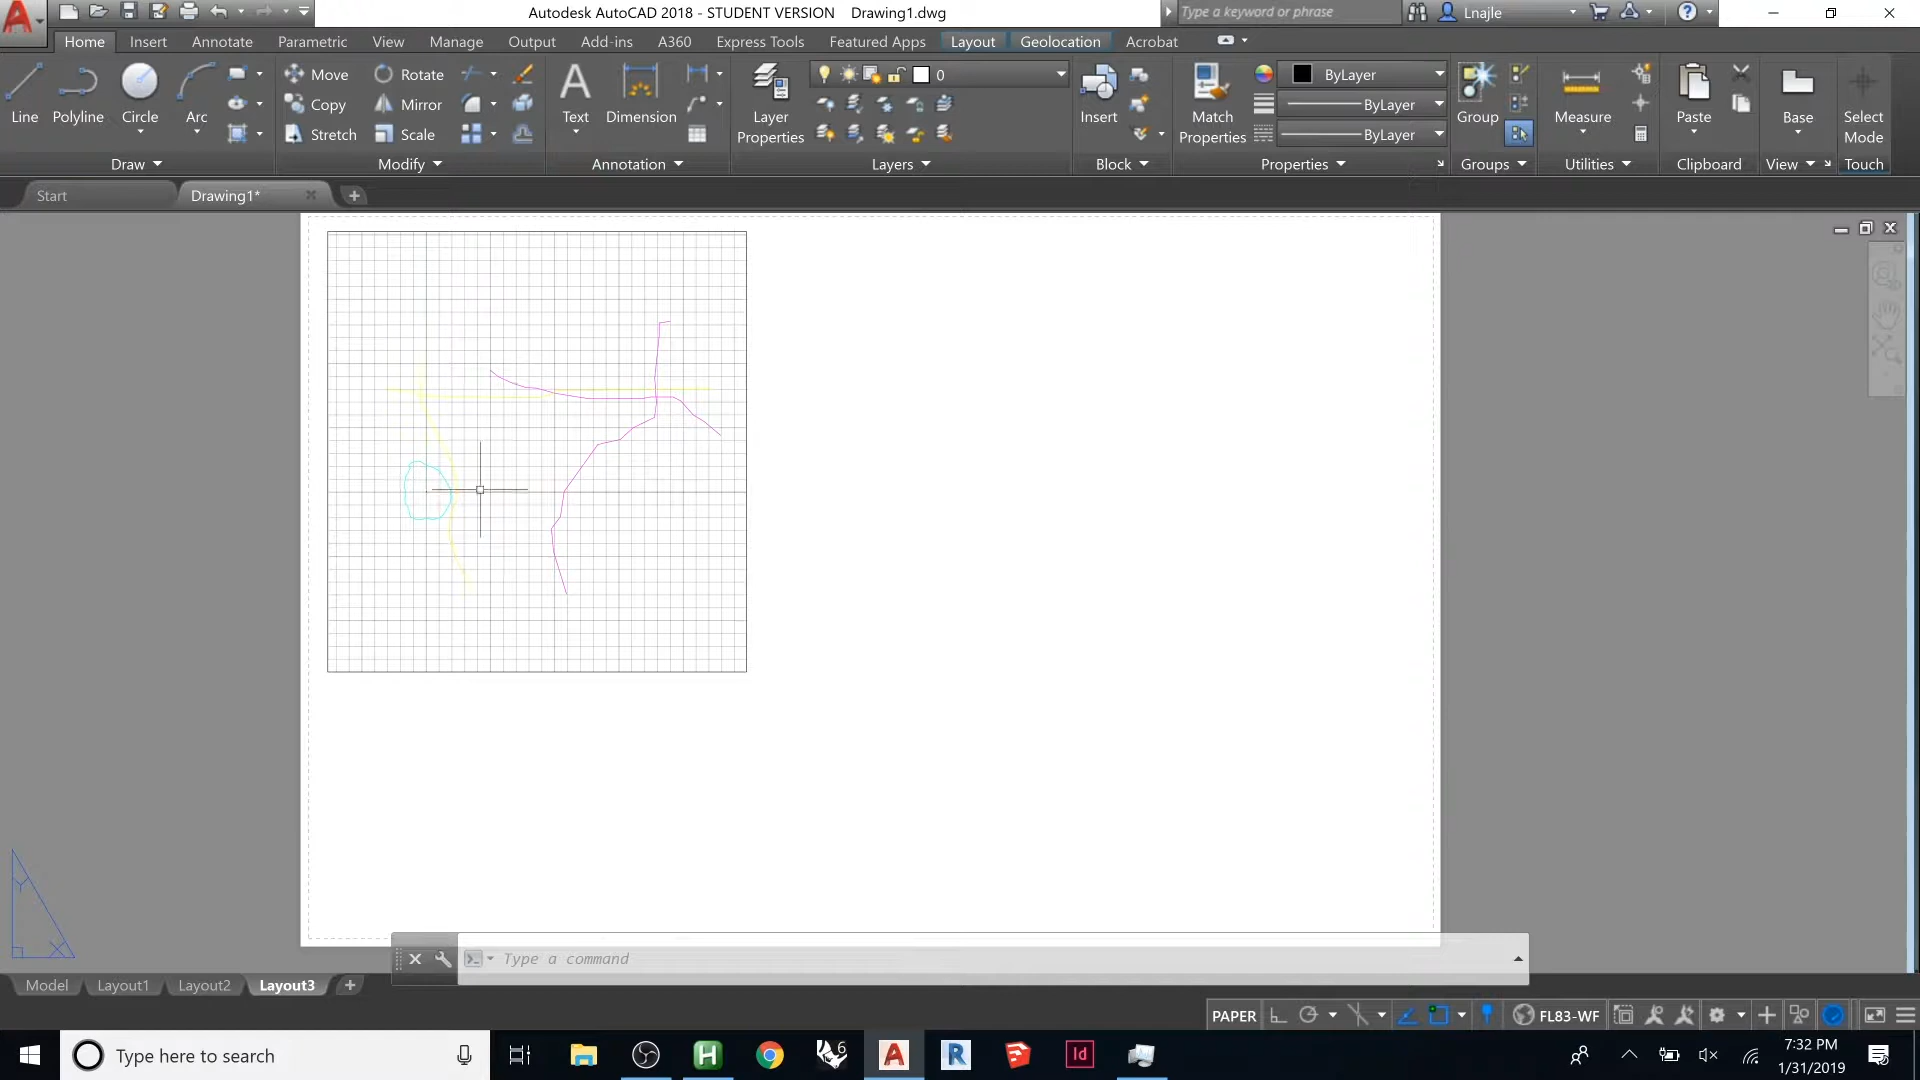 Autodesk AutoCAD 2018 - STUDENT VERSION Drawing1.dwg
Type a keyword or phrase
Lnajle
Home Insert Annotate Parametric View Manage Output Add-ins A360 Express Tools Featured Apps Layout Geolocation Acrobat
Line Polyline Circle Arc
Move Rotate
Copy Mirror
Stretch Scale
Text Dimension
Layer Properties
0
Insert
Match Properties
ByLayer
ByLayer
ByLayer
Group
Measure
Paste
Base
Select Mode
Draw Modify Annotation Layers Block Properties Groups Utilities Clipboard View Touch
Start Drawing1*
Y
X
Type a command
Model Layout1 Layout2 Layout3
PAPER FL83-WF
Type here to search
H
6
A
R
Id
7:32 PM
1/31/2019